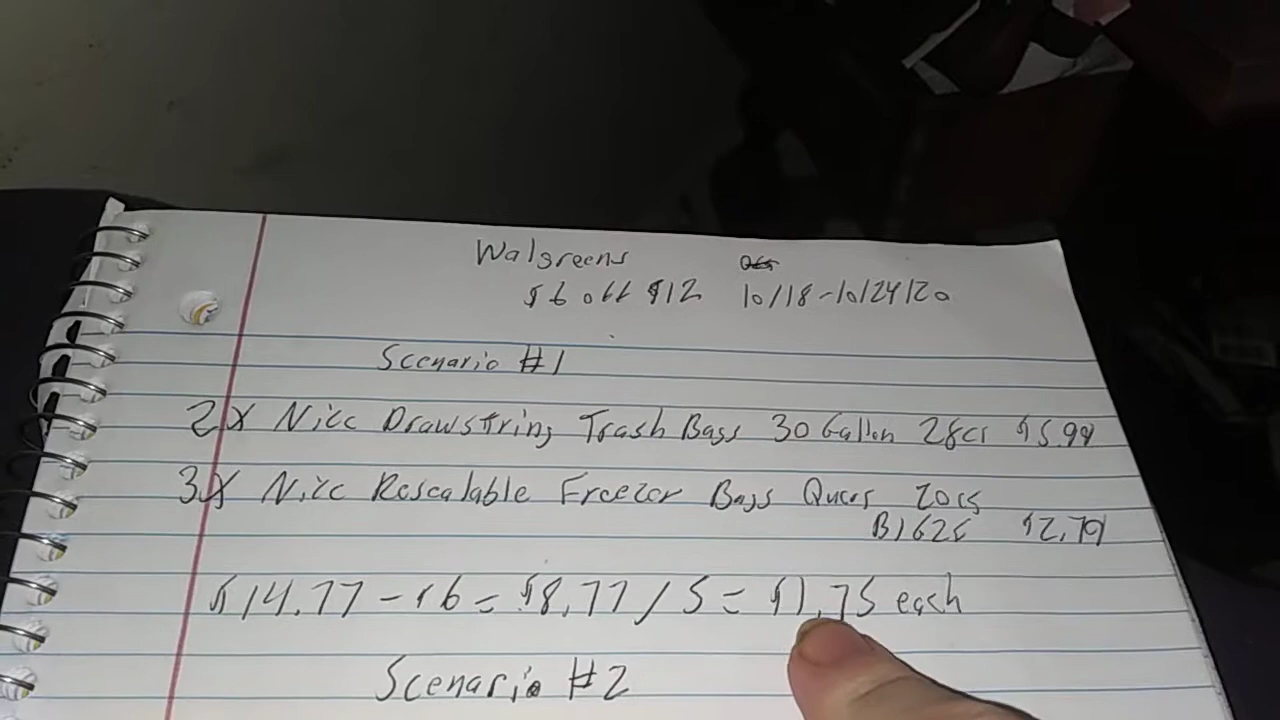 Walgreens
$6 off $12 10/18-10/24/20
Scenario #1
2X Nice Drawstring Trash Bags 30 Gallon 28ct $5.99
3X Nice Resealable Freezer Bags 20ct
B1G2F $2.79
$14.77 - $6 = $8.77 / 5 = $1.75 each
Scenario #2